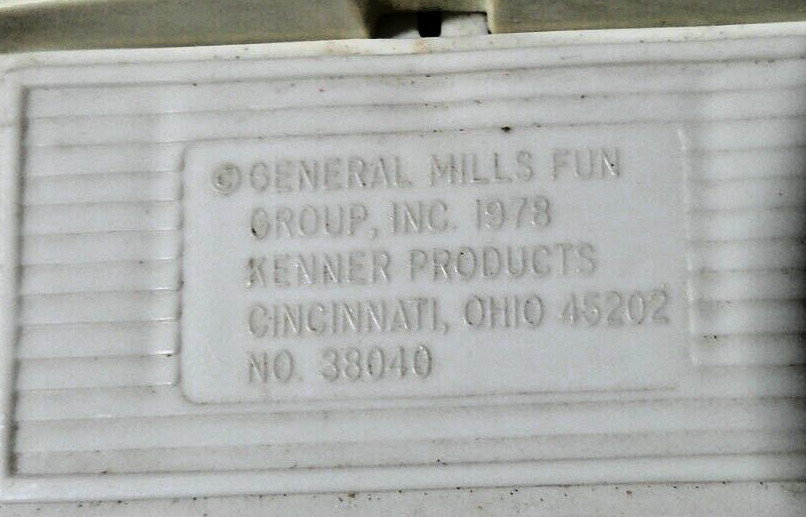 ©GENERAL MILLS FUN
GROUP, INC. 1978
KENNER PRODUCTS
CINCINNATI, OHIO 45202
NO. 38040